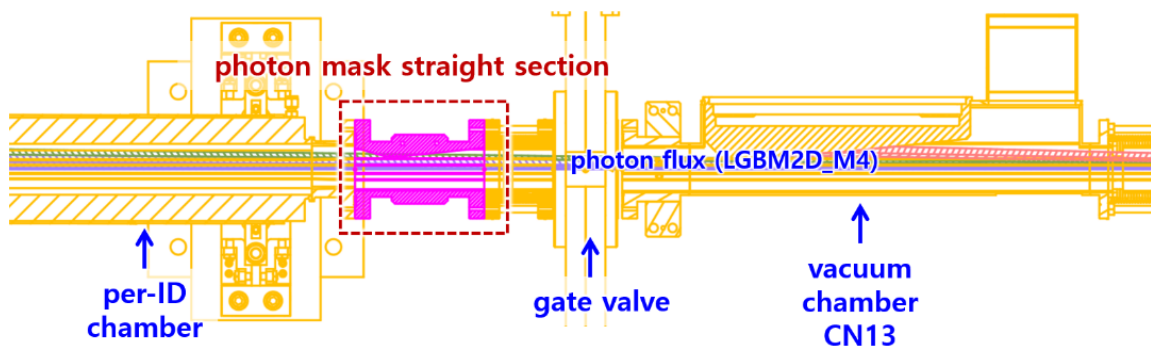 photon mask straight section
photon flux (LGBM2D_M4)
per-ID
chamber
gate valve
vacuum
chamber
CN13